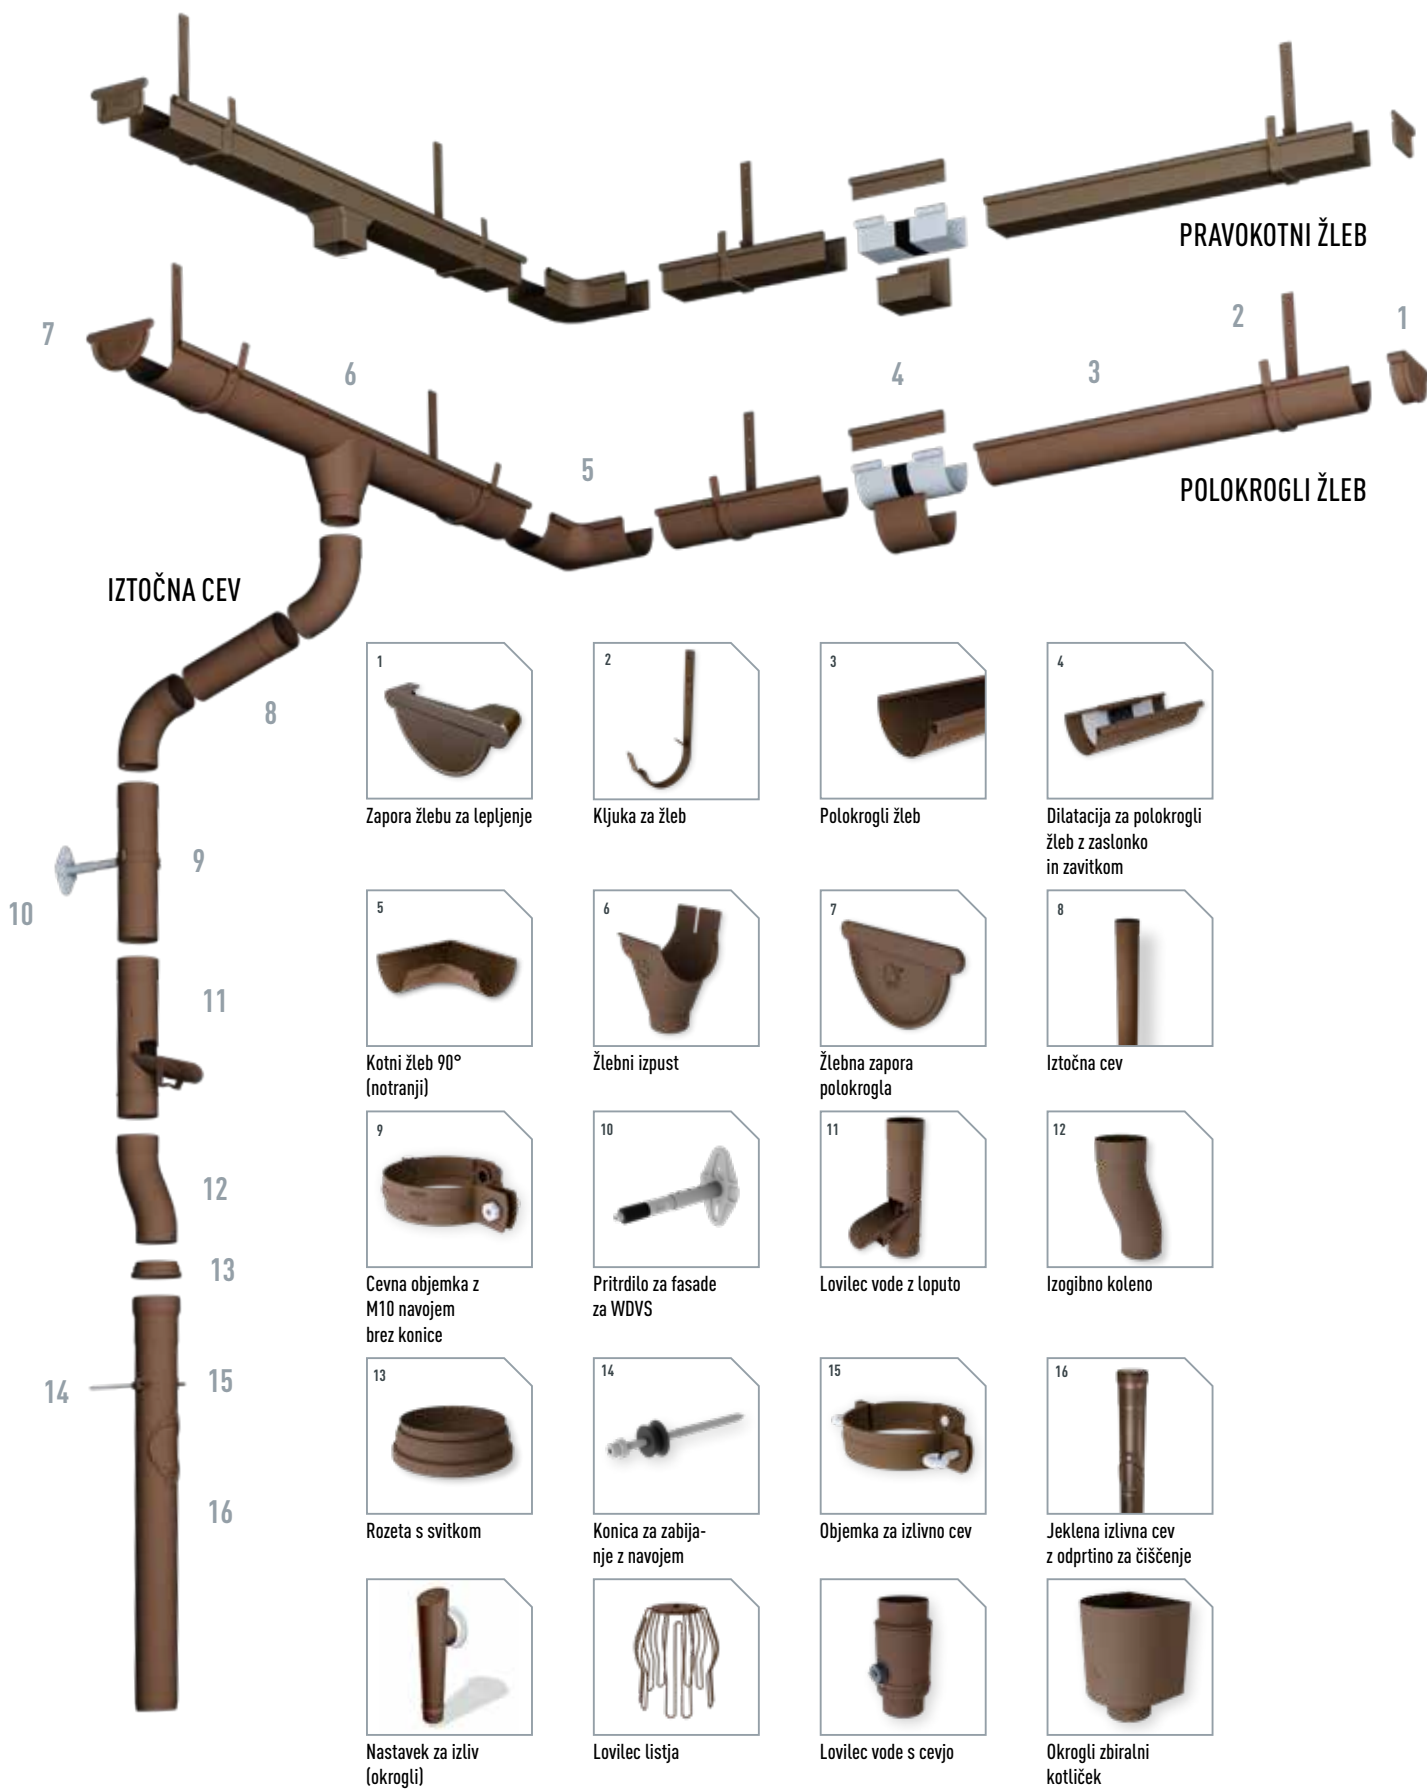 PRAVOKOTNI ŽLEB
7
6
5
4
3
2
1
POLOKROGLI ŽLEB
IZTOČNA CEV
8
9
10
11
12
13
14
15
16
1
Zapora žlebu za lepljenje
2
Kljuka za žleb
3
Polokrogli žleb
4
Dilatacija za polokrogli
žleb z zaslonko
in zavitkom
5
Kotni žleb 90°
(notranji)
6
Žlebni izpust
7
Žlebna zapora
polokrogla
8
Iztočna cev
9
Cevna objemka z
M10 navojem
brez konice
10
Pritrdilo za fasade
za WDVS
11
Lovilec vode z loputo
12
Izogibno koleno
13
Rozeta s svitkom
14
Konica za zabija-
nje z navojem
15
Objemka za izlivno cev
16
Jeklena izlivna cev
z odprtino za čiščenje
Nastavek za izliv
(okrogli)
Lovilec listja
Lovilec vode s cevjo
Okrogli zbiralni
kotliček